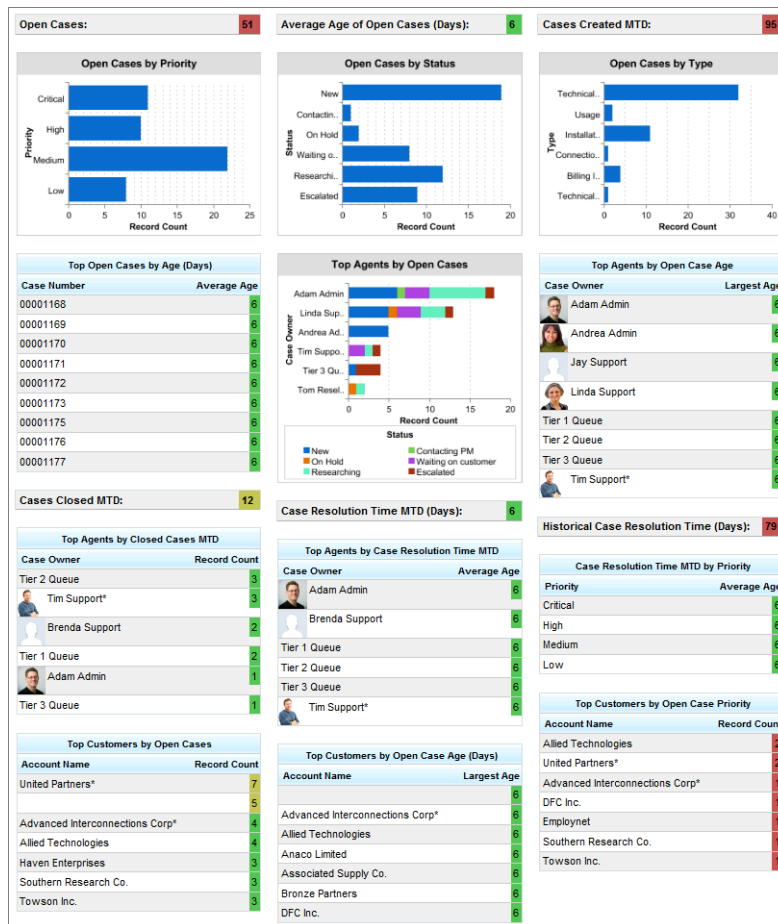 Open Cases: 51
Average Age of Open Cases (Days): 6
Cases Created MTD: 95
Open Cases by Priority
Priority
Critical
High
Medium
Low
0 5 10 15 20 25
Record Count
Open Cases by Status
Status
New
Contactin..
On Hold
Waiting o..
Researchi..
Escalated
0 5 10 15 20
Record Count
Open Cases by Type
Type
Technical..
Usage
Installat..
Connectio..
Billing I..
Technical..
0 10 20 30 40
Record Count
Top Open Cases by Age (Days)
Case Number Average Age
00001168 6
00001169 6
00001170 6
00001171 6
00001172 6
00001173 6
00001175 6
00001176 6
00001177 6
Top Agents by Open Cases
Case Owner
Adam Admin
Linda Sup..
Andrea Ad..
Tim Suppo..
Tier 3 Qu..
Tom Resel..
0 5 10 15 20
Record Count
Status
New Contacting PM
On Hold Waiting on customer
Researching Escalated
Top Agents by Open Case Age
Case Owner Largest Age
Adam Admin 6
Andrea Admin 6
Jay Support 6
Linda Support 6
Tier 1 Queue 6
Tier 2 Queue 6
Tier 3 Queue 6
Tim Support* 6
Cases Closed MTD: 12
Case Resolution Time MTD (Days): 6
Historical Case Resolution Time (Days): 79
Top Agents by Closed Cases MTD
Case Owner Record Count
Tier 2 Queue 3
Tim Support* 3
Brenda Support 2
Tier 1 Queue 2
Adam Admin 1
Tier 3 Queue 1
Top Agents by Case Resolution Time MTD
Case Owner Average Age
Adam Admin 6
Brenda Support 6
Tier 1 Queue 6
Tier 2 Queue 6
Tier 3 Queue 6
Tim Support* 6
Case Resolution Time MTD by Priority
Priority Average Age
Critical 6
High 6
Medium 6
Low 6
Top Customers by Open Cases
Account Name Record Count
United Partners* 7
5
Advanced Interconnections Corp* 4
Allied Technologies 4
Haven Enterprises 3
Southern Research Co. 3
Towson Inc. 3
Top Customers by Open Case Age (Days)
Account Name Largest Age
6
Advanced Interconnections Corp* 6
Allied Technologies 6
Anaco Limited 6
Associated Supply Co. 6
Bronze Partners 6
DFC Inc. 6
Top Customers by Open Case Priority
Account Name Record Coun
Allied Technologies 2
United Partners* 2
Advanced Interconnections Corp* 1
DFC Inc. 1
Employnet 1
Southern Research Co. 1
Towson Inc. 1